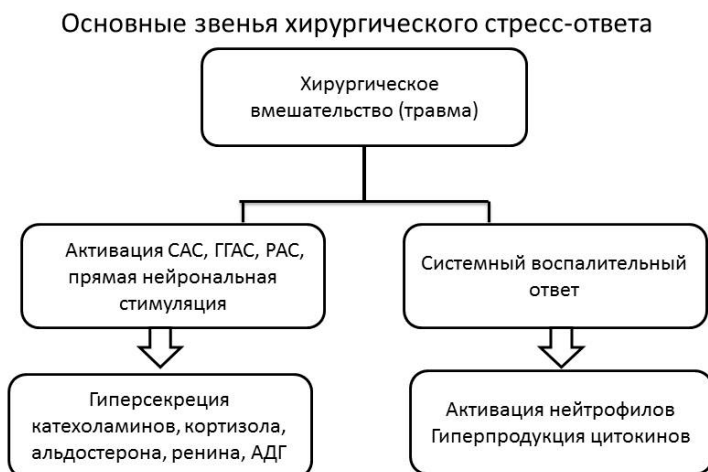 Основные звенья хирургического стресс-ответа
Хирургическое
вмешательство (травма)
Активация САС, ГГАС, РАС,
прямая нейрональная
стимуляция
Системный воспалительный
ответ
Гиперсекреция
катехоламинов, кортизола,
альдостерона, ренина, АДГ
Активация нейтрофилов
Гиперпродукция цитокинов